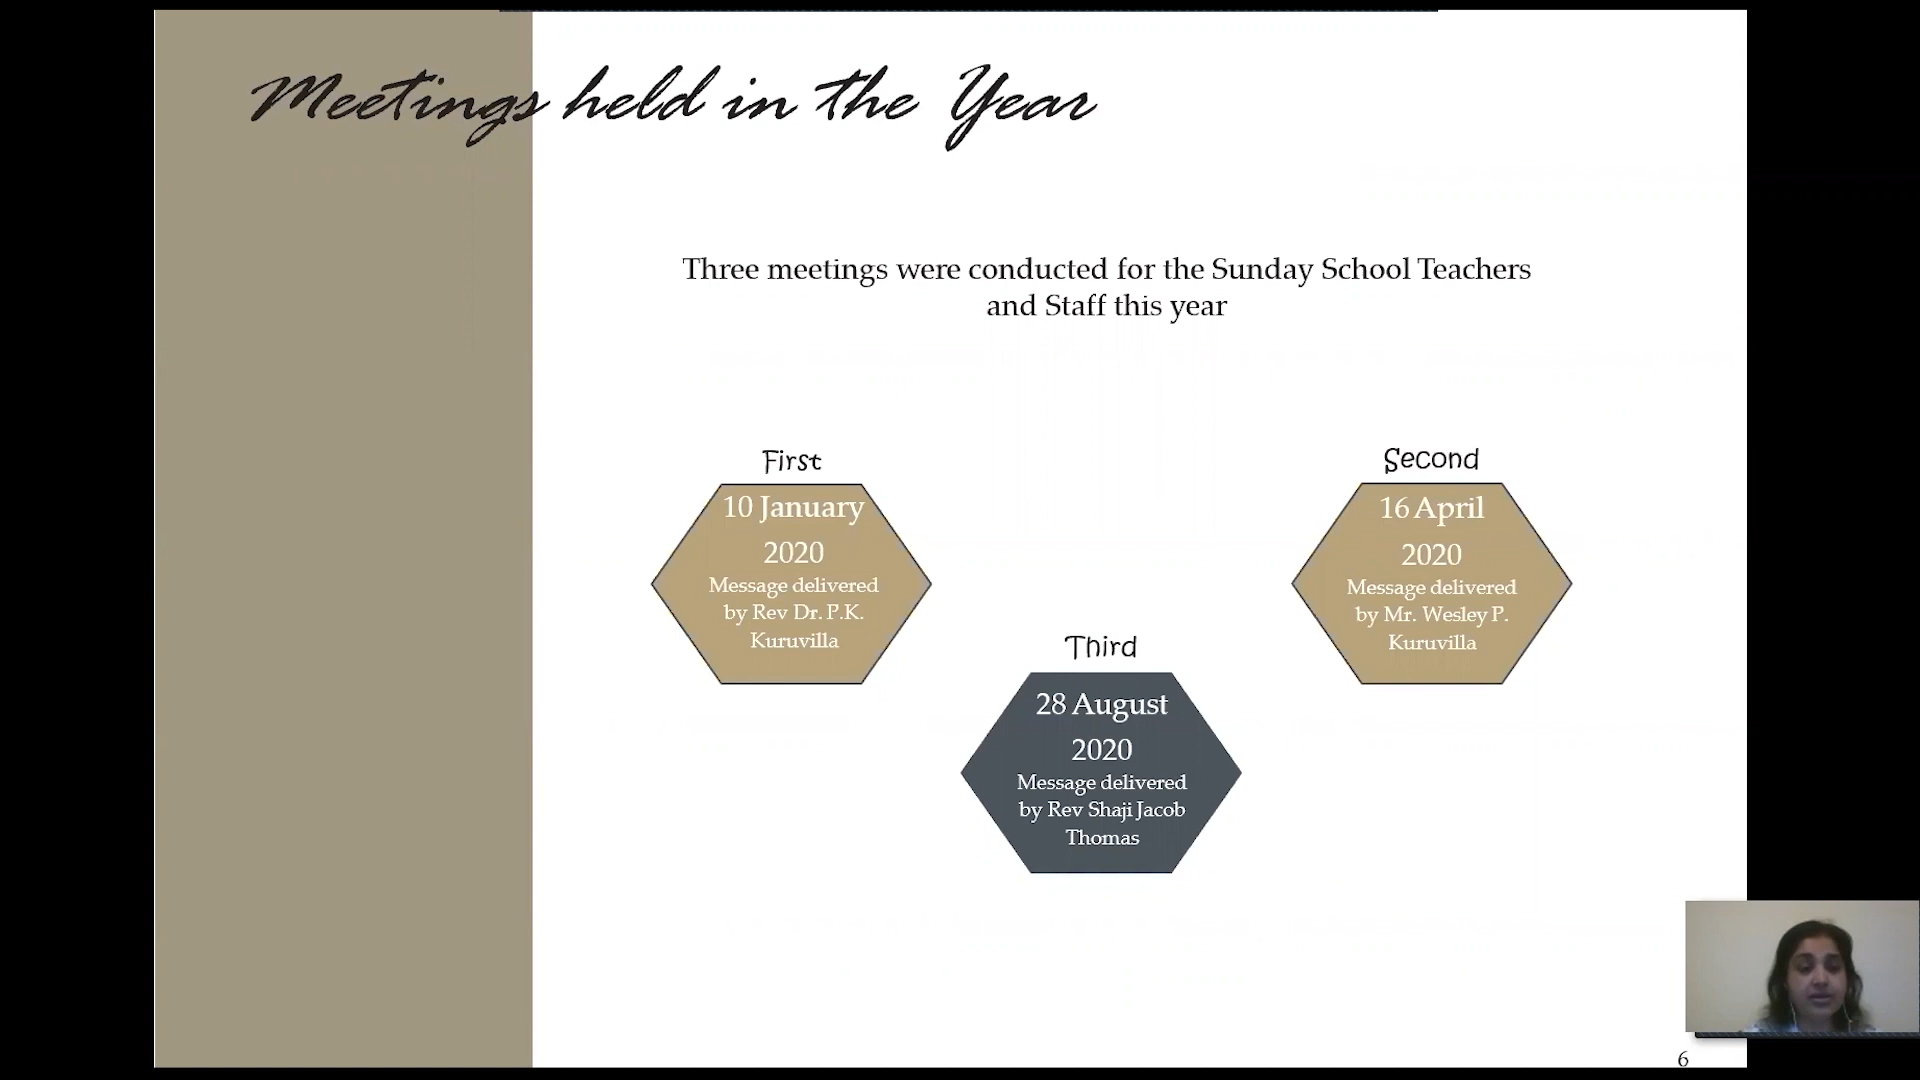 Meetings held in the Year
Three meetings were conducted for the Sunday School Teachers
and Staff this year
First
10 January
2020
Message delivered
by Rev Dr. P.K.
Kuruvilla
Second
16 April
2020
Message delivered
by Mr. Wesley P.
Kuruvilla
Third
28 August
2020
Message delivered
by Rev Shaji Jacob
Thomas
6